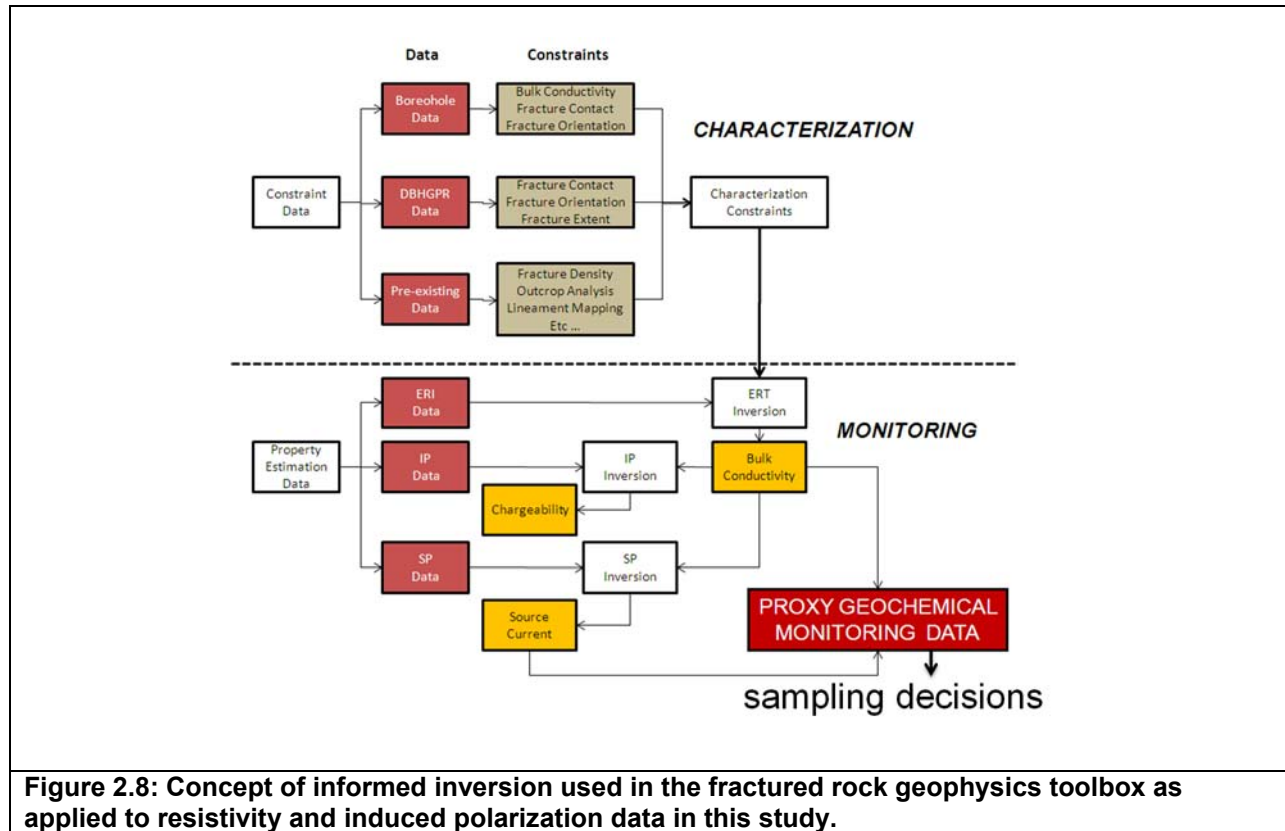 Data
Constraints
Boreohole
Data
Bulk Conductivity
Fracture Contact
Fracture Orientation
CHARACTERIZATION
Constraint
Data
DBHGPR
Data
Fracture Contact
Fracture Orientation
Fracture Extent
Characterization
Constraints
Pre-existing
Data
Fracture Density
Outcrop Analysis
Lineament Mapping
Etc ...
ERI
Data
ERT
Inversion
MONITORING
Property
Estimation
Data
IP
Data
IP
Inversion
Bulk
Conductivity
Chargeability
SP
Data
SP
Inversion
Source
Current
PROXY GEOCHEMICAL
MONITORING DATA
sampling decisions
Figure 2.8: Concept of informed inversion used in the fractured rock geophysics toolbox as
applied to resistivity and induced polarization data in this study.